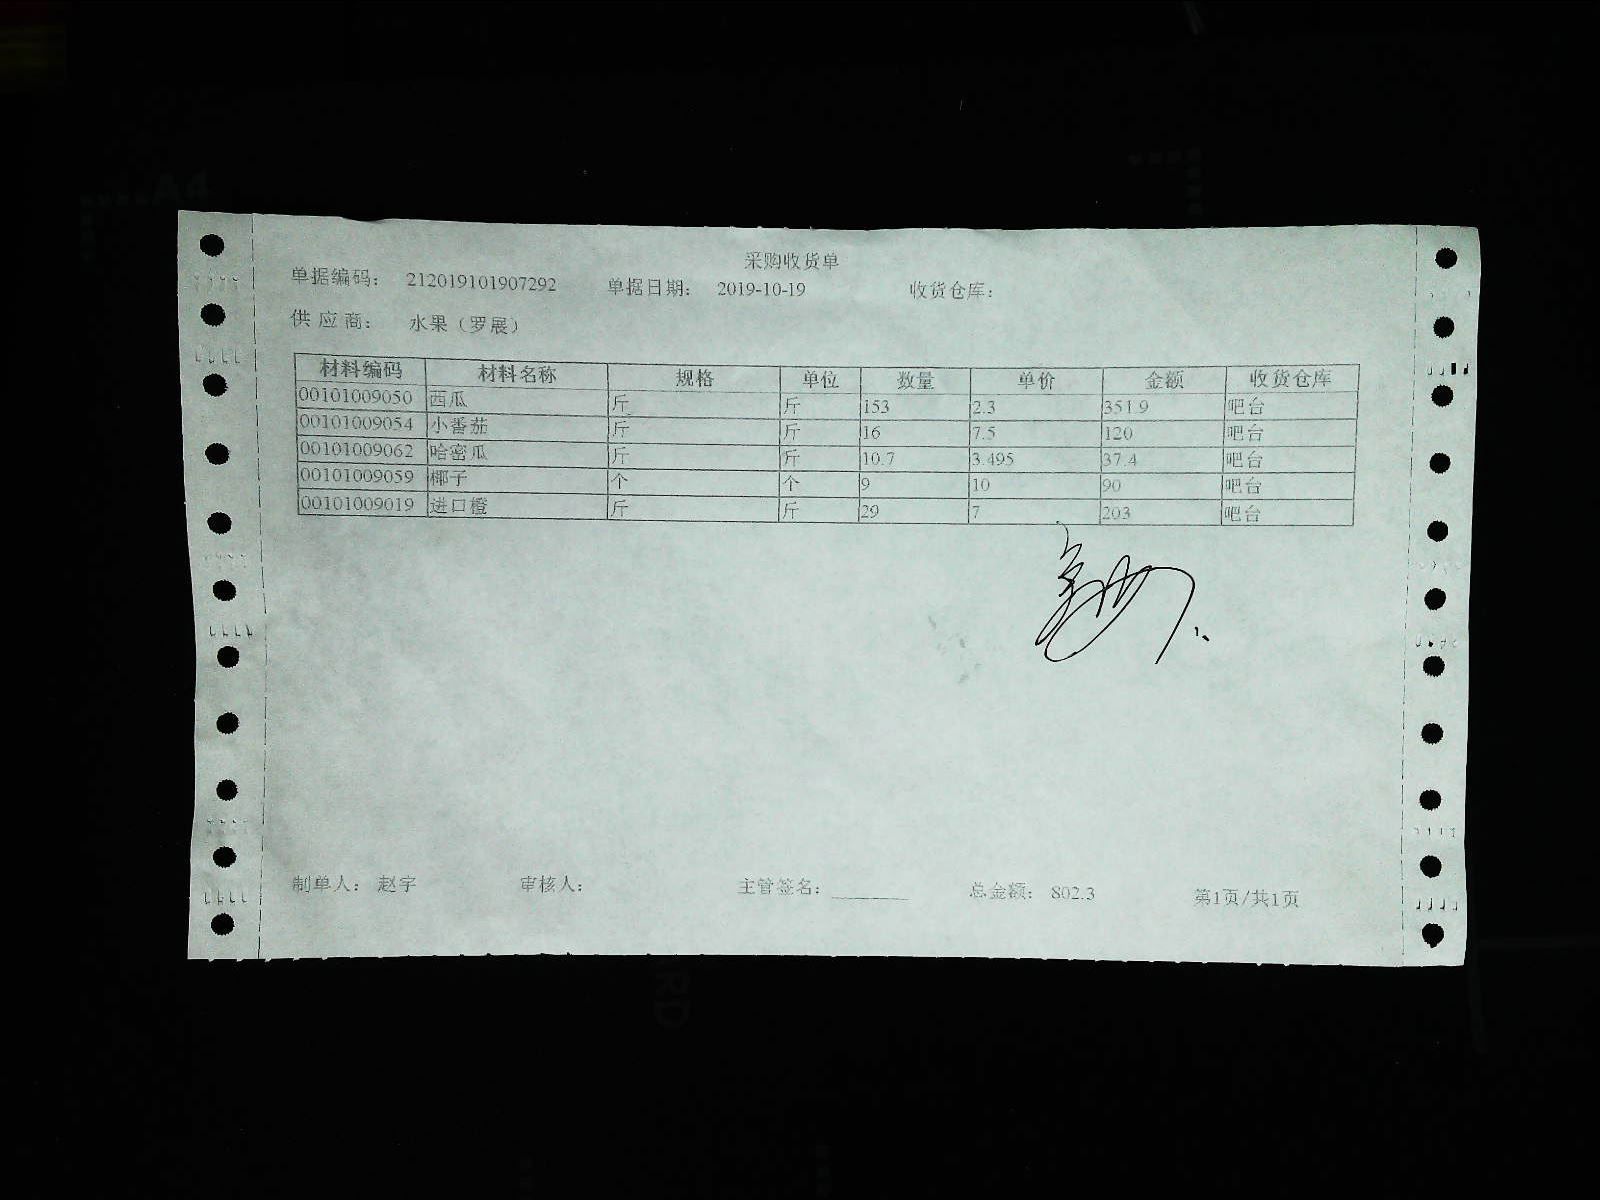 采购收货单
单据编码： 212019101907292 单据日期： 2019-10-19 收货仓库：
供应商： 水果（罗展）
材料编码 材料名称 规格 单位 数量 单价 金额 收货仓库
00101009050 西瓜 斤 斤 153 2.3 351.9 吧台
00101009054 小番茄 斤 斤 16 7.5 120 吧台
00101009062 哈密瓜 斤 斤 10.7 3.495 37.4 吧台
00101009059 椰子 个 个 9 10 90 吧台
00101009019 进口橙 斤 斤 29 7 203 吧台
制单人： 赵宇 审核人： 主管签名： 总金额： 802.3 第1页/共1页